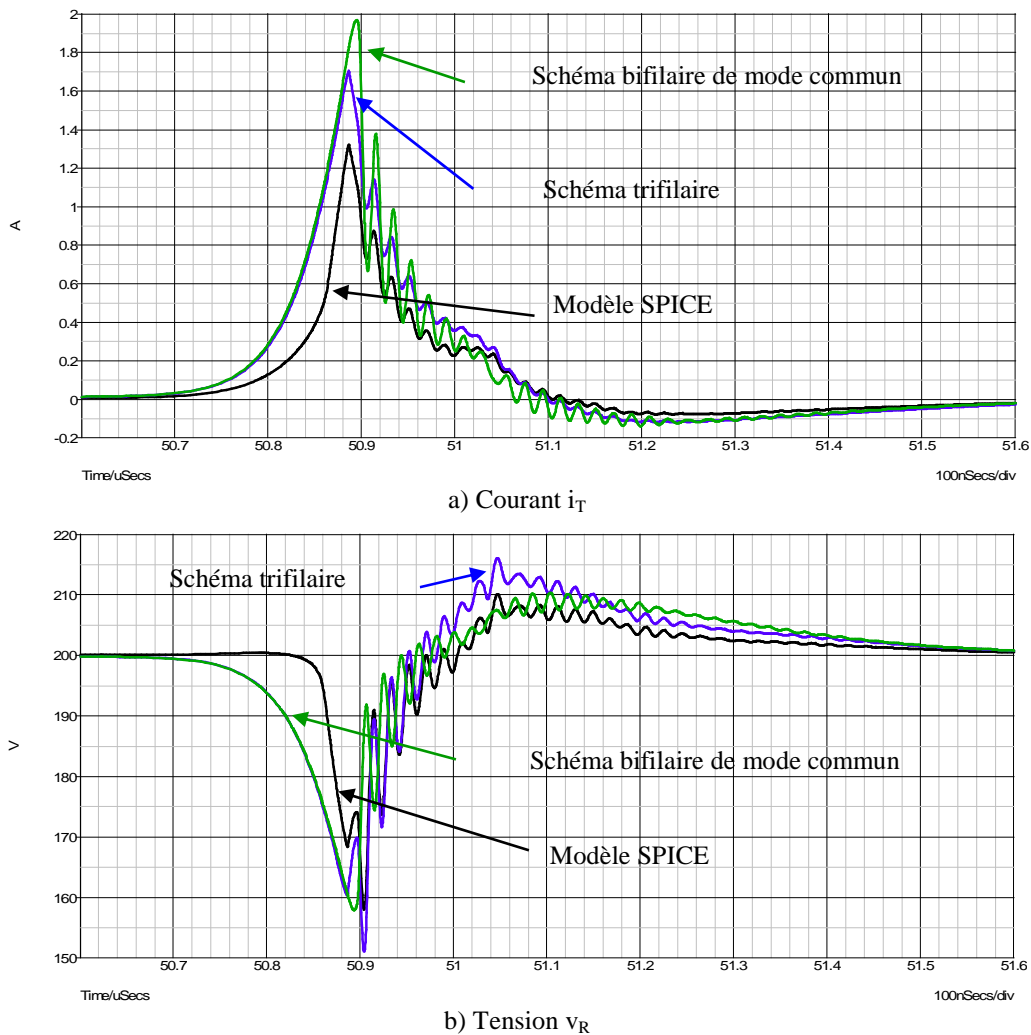 2
1.8
Schéma bifilaire de mode commun
1.6
1.4
1.2
Schéma trifilaire
1
A
0.8
0.6
Modèle SPICE
0.4
0.2
0
-0.2
50.7 50.8 50.9 51 51.1 51.2 51.3 51.4 51.5 51.6
Time/uSecs 100nSecs/div
a) Courant iT
220
Schéma trifilaire
210
200
190
V
Schéma bifilaire de mode commun
180
170
Modèle SPICE
160
150
50.7 50.8 50.9 51 51.1 51.2 51.3 51.4 51.5 51.6
Time/uSecs 100nSecs/div
b) Tension vR